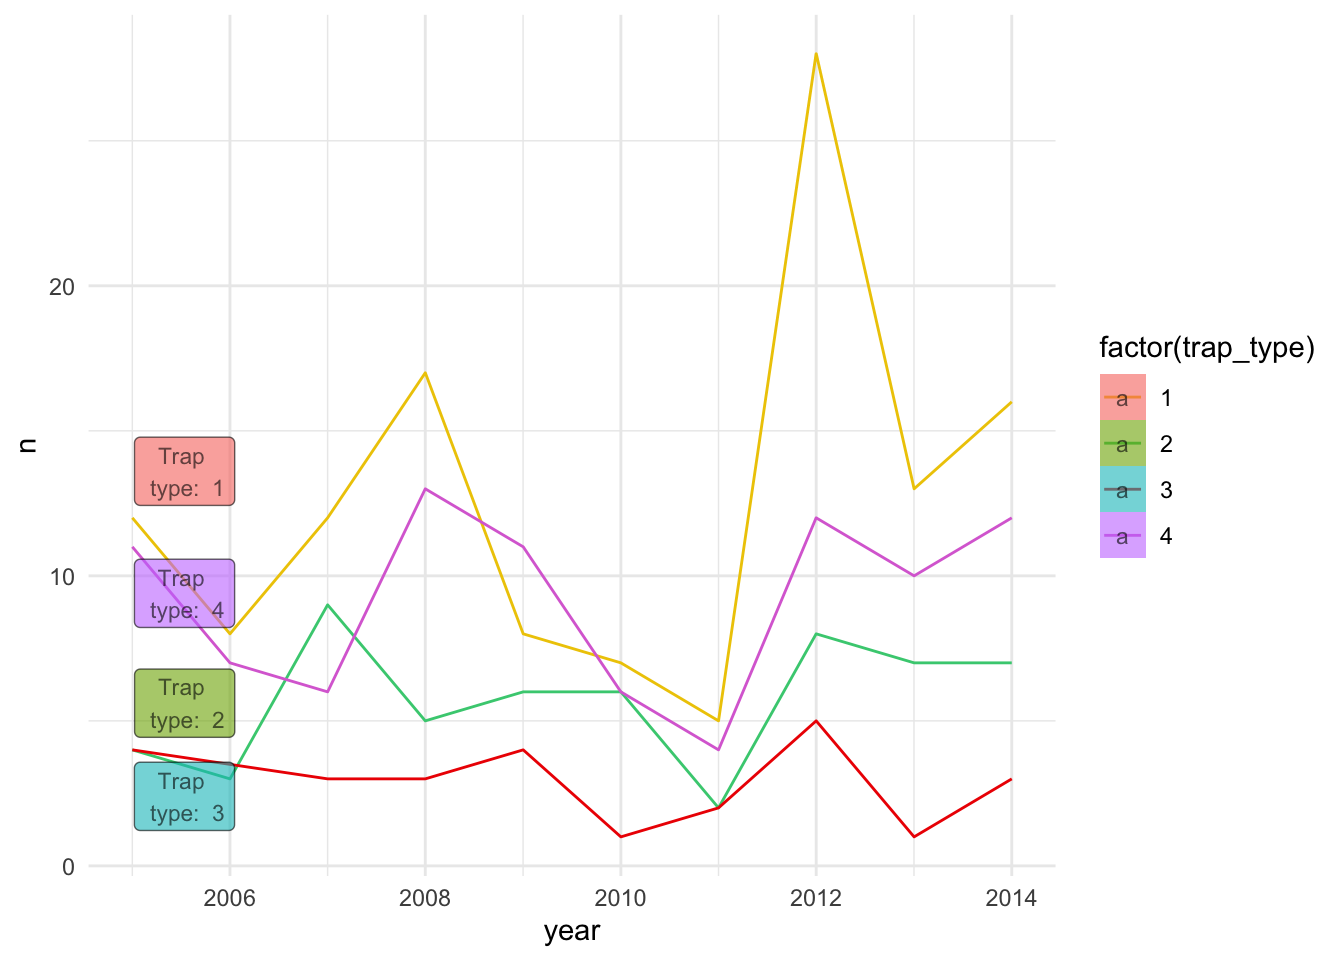 20
10
0
n
Trap
type: 1
Trap
type: 4
Trap
type: 2
Trap
type: 3
2006 2008 2010 2012 2014
year
factor(trap_type)
a 1
a 2
a 3
a 4